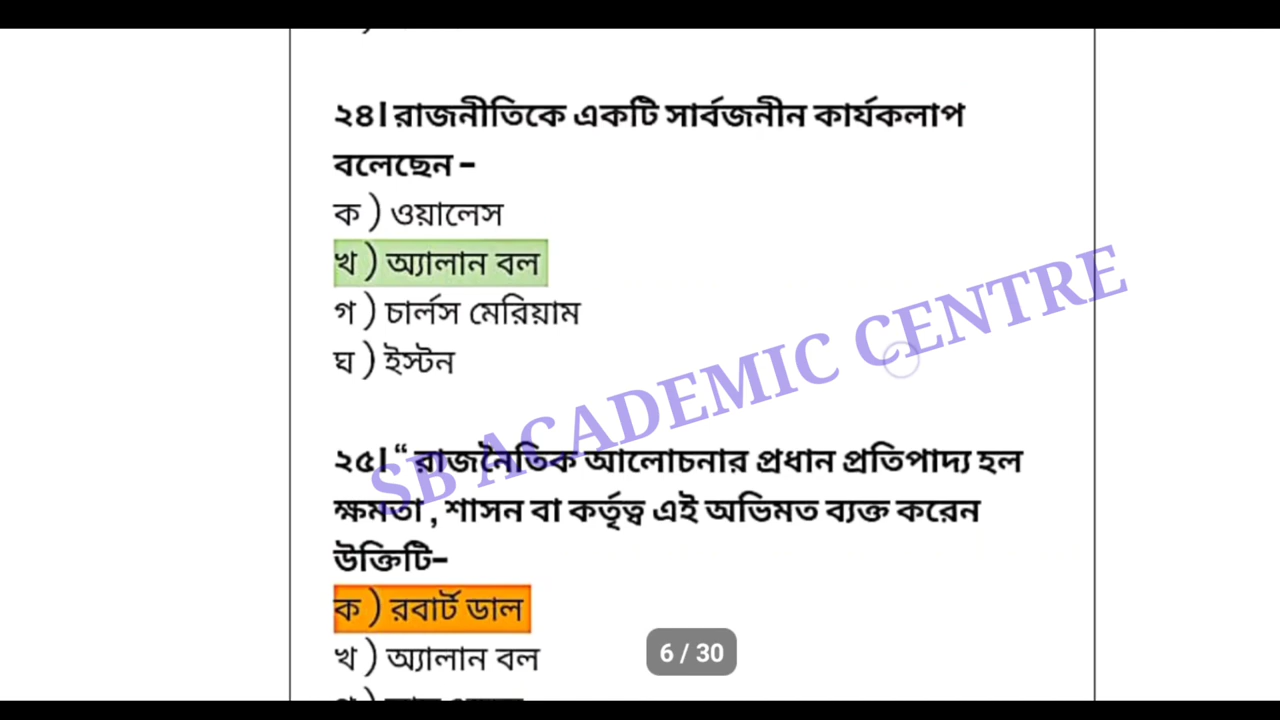 ২৪। রাজনীতিকে একটি সার্বজনীন কার্যকলাপ
বলেছেন –
ক ) ওয়ালেস
খ ) অ্যালান বল
গ ) চার্লস মেরিয়াম
ঘ ) ইস্টন
২৫। “ রাজনৈতিক আলোচনার প্রধান প্রতিপাদ্য হল
ক্ষমতা , শাসন বা কর্তৃত্ব এই অভিমত ব্যক্ত করেন
উক্তিটি–
ক ) রবার্ট ডাল
খ ) অ্যালান বল
SB ACADEMIC CENTRE
6 / 30